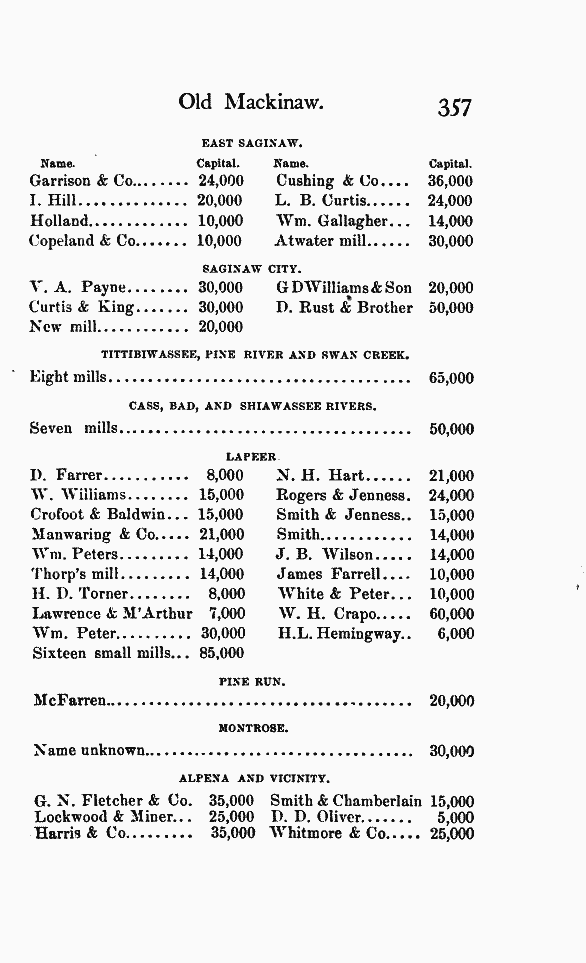 Old Mackinaw. 357
EAST SAGINAW.
Name. Capital. Name. Capital.
Garrison & Co........ 24,000 Cushing & Co.... 36,000
I. Hill.............. 20,000 L. B. Curtis...... 24,000
Holland............. 10,000 Wm. Gallagher... 14,000
Copeland & Co....... 10,000 Atwater mill...... 30,000
SAGINAW CITY.
V. A. Payne........ 30,000 G D Williams & Son 20,000
Curtis & King....... 30,000 D. Rust & Brother 50,000
New mill............ 20,000
TITTIBIWASSEE, PINE RIVER AND SWAN CREEK.
Eight mills...................................... 65,000
CASS, BAD, AND SHIAWASSEE RIVERS.
Seven mills..................................... 50,000
LAPEER
D. Farrer........... 8,000 N. H. Hart...... 21,000
W. Williams........ 15,000 Rogers & Jenness. 24,000
Crofoot & Baldwin... 15,000 Smith & Jenness.. 15,000
Manwaring & Co..... 21,000 Smith............ 14,000
Wm. Peters......... 14,000 J. B. Wilson..... 14,000
Thorp's mill......... 14,000 James Farrell.... 10,000
H. D. Torner........ 8,000 White & Peter... 10,000
Lawrence & M'Arthur 7,000 W. H. Crapo..... 60,000
Wm. Peter.......... 30,000 H. L. Hemingway.. 6,000
Sixteen small mills... 85,000
PINE RUN.
McFarren....................................... 20,000
MONTROSE.
Name unknown.................................. 30,000
ALPENA AND VICINITY.
G. N. Fletcher & Co. 35,000 Smith & Chamberlain 15,000
Lockwood & Miner... 25,000 D. D. Oliver....... 5,000
Harris & Co......... 35,000 Whitmore & Co..... 25,000